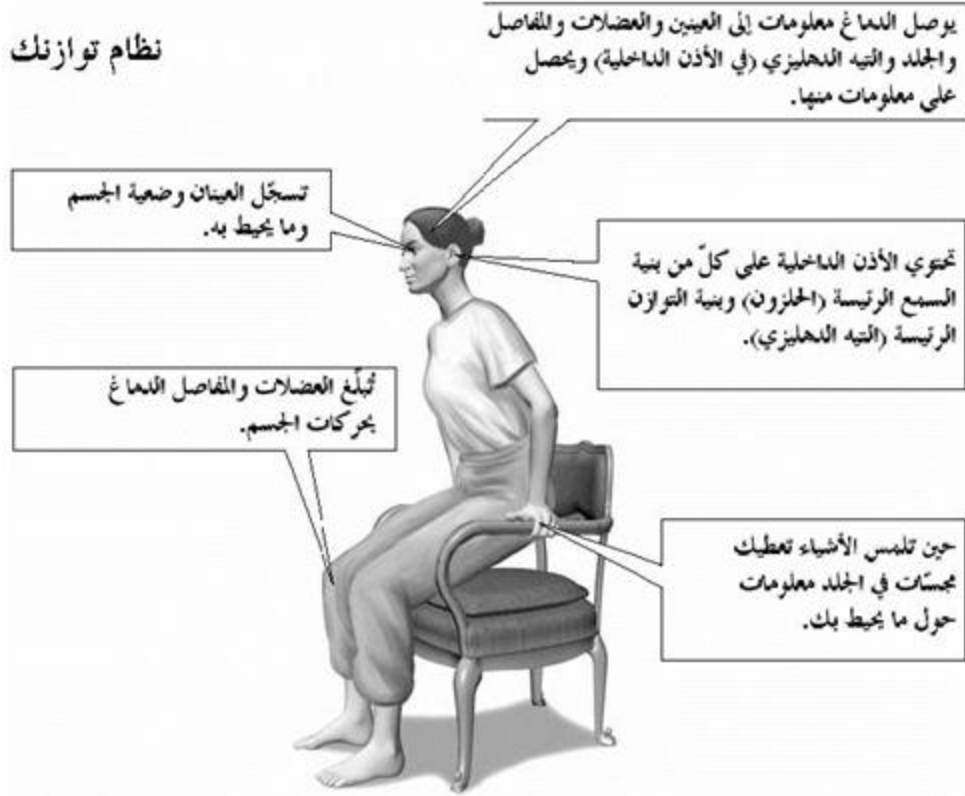 نظام توازنك
يوصل الدماغ معلومات إلى العينين والعضلات والمفاصل
والجلد والتيه الدهليزي (في الأذن الداخلية) ويحصل
على معلومات منها.
تسجّل العينان وضعية الجسم
وما يحيط به.
تحتوي الأذن الداخلية على كلّ من بنية
السمع الرئيسة (الحلزون) وبنية التوازن
الرئيسة (التيه الدهليزي).
تُبلّغ العضلات والمفاصل الدماغ
بحركات الجسم.
حين تلمس الأشياء تعطيك
مجسّات في الجلد معلومات
حول ما يحيط بك.